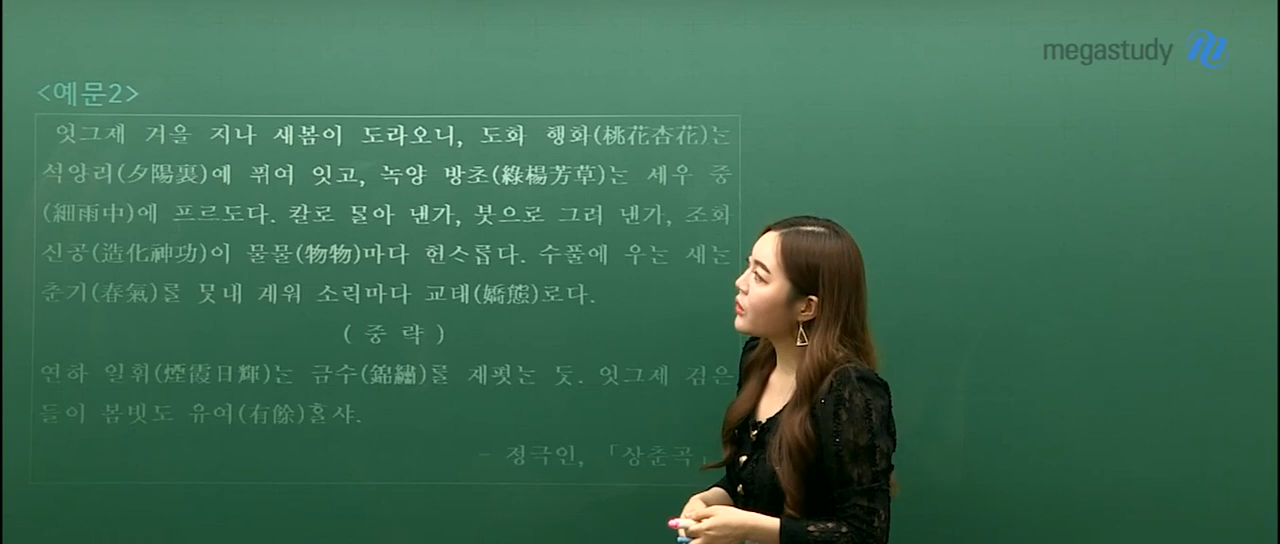 megastudy
<예문2>
엇그제 겨을 지나 새봄이 도라오니, 도화 행화(桃花杏花)는
석양리(夕陽裏)예 퓌여 잇고, 녹양 방초(綠楊芳草)는 세우 중
(細雨中)에 프르도다. 칼로 몰아 낸가, 붓으로 그려 낸가, 조화
신공(造化神功)이 물물(物物)마다 헌스롭다. 수풀에 우는 새는
춘기(春氣)를 못내 계워 소리마다 교태(嬌態)로다.
( 중 략 )
연하 일휘(煙霞日輝)는 금수(錦繡)를 재폇는 듯. 엇그제 검은
들이 봄빗도 유여(有餘)홀샤.
- 정극인, 「상춘곡」